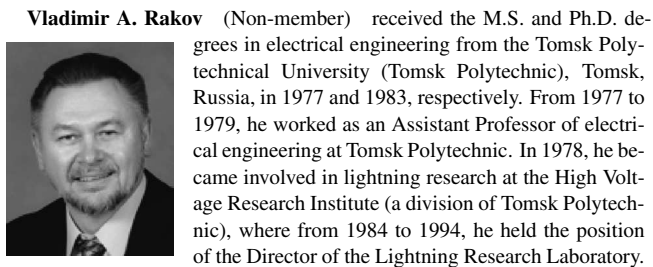 Vladimir A. Rakov (Non-member) received the M.S. and Ph.D. de-
grees in electrical engineering from the Tomsk Poly-
technical University (Tomsk Polytechnic), Tomsk,
Russia, in 1977 and 1983, respectively. From 1977 to
1979, he worked as an Assistant Professor of electri-
cal engineering at Tomsk Polytechnic. In 1978, he be-
came involved in lightning research at the High Volt-
age Research Institute (a division of Tomsk Polytech-
nic), where from 1984 to 1994, he held the position
of the Director of the Lightning Research Laboratory.